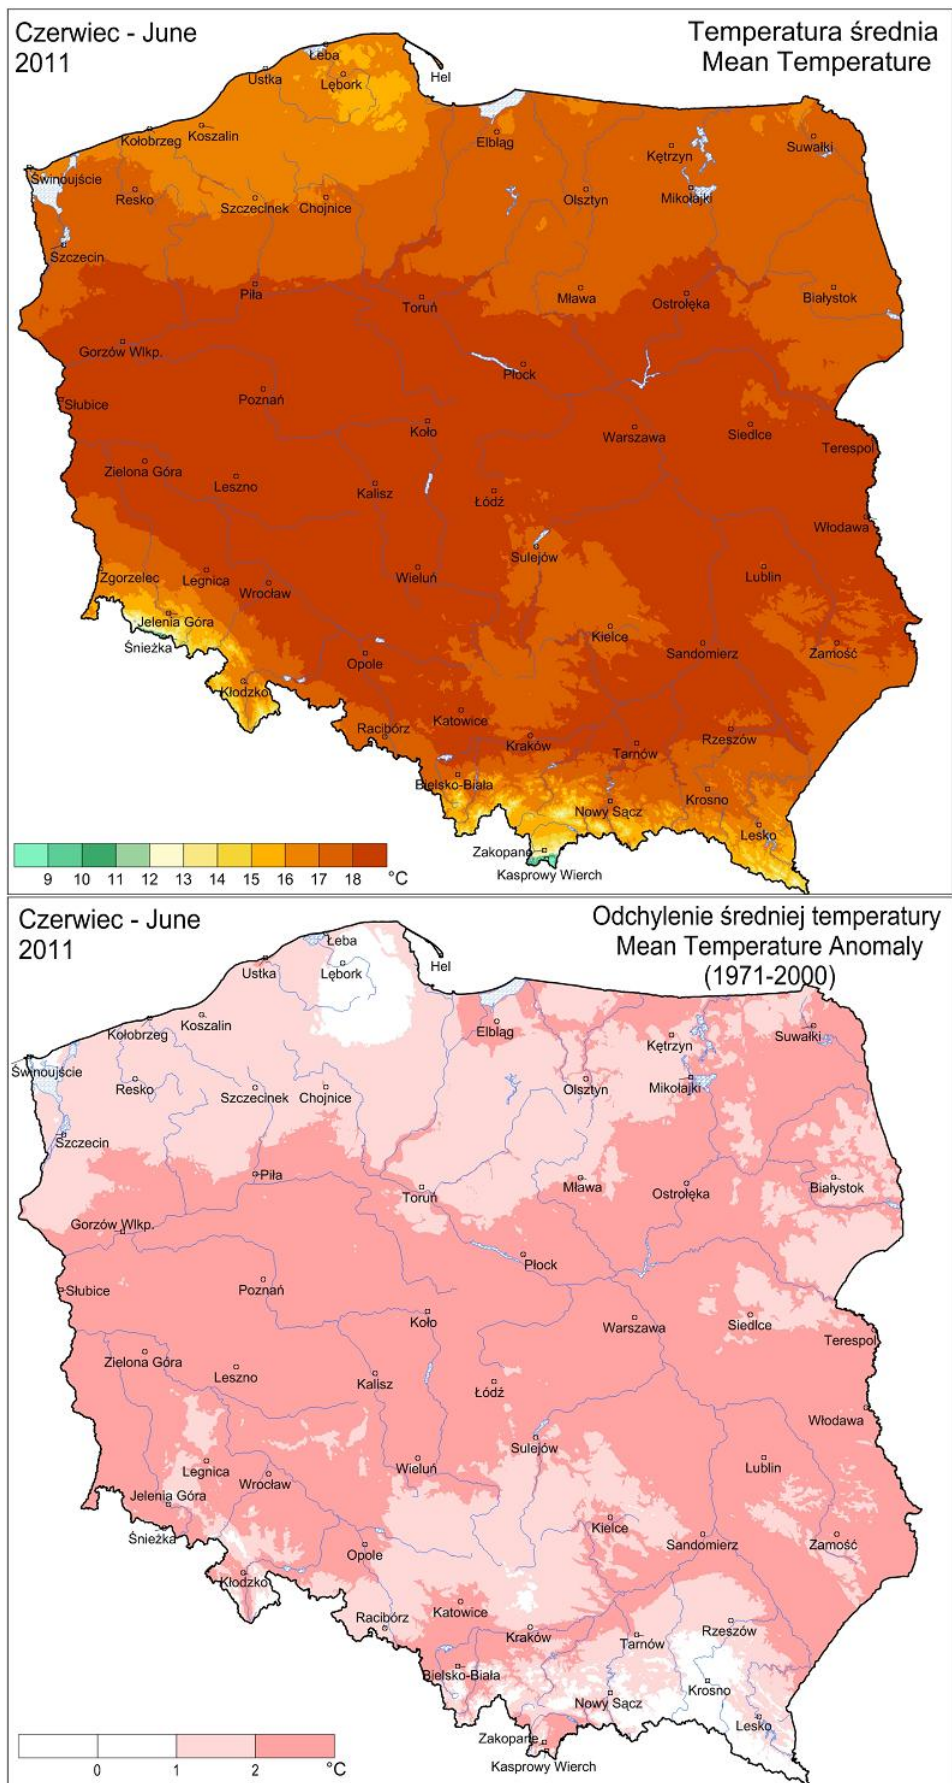 Czerwiec - June
2011
Temperatura średnia
Mean Temperature
Łeba
Hel
Ustka
Lębork
Kołobrzeg
Koszalin
Elbląg
Suwałki
Kętrzyn
Świnoujście
Resko
Szczecinek
Chojnice
Olsztyn
Mikołajki
Szczecin
Piła
Toruń
Mława
Ostrołęka
Białystok
Gorzów Wlkp.
Płock
Słubice
Poznań
Koło
Warszawa
Siedlce
Terespol
Zielona Góra
Leszno
Kalisz
Łódź
Włodawa
Sulejów
Zgorzelec
Legnica
Wrocław
Wieluń
Lublin
Jelenia Góra
Śnieżka
Kielce
Sandomierz
Zamość
Opole
Kłodzko
Racibórz
Katowice
Kraków
Tarnów
Rzeszów
Bielsko-Biała
Nowy Sącz
Krosno
Lesko
Zakopane
Kasprowy Wierch
9 10 11 12 13 14 15 16 17 18 °C
Czerwiec - June
2011
Odchylenie średniej temperatury
Mean Temperature Anomaly
(1971-2000)
Łeba
Hel
Ustka
Lębork
Kołobrzeg
Koszalin
Elbląg
Suwałki
Kętrzyn
Świnoujście
Resko
Szczecinek
Chojnice
Olsztyn
Mikołajki
Szczecin
Piła
Toruń
Mława
Ostrołęka
Białystok
Gorzów Wlkp.
Płock
Słubice
Poznań
Koło
Warszawa
Siedlce
Terespol
Zielona Góra
Leszno
Kalisz
Łódź
Włodawa
Sulejów
Legnica
Wrocław
Wieluń
Lublin
Jelenia Góra
Śnieżka
Kielce
Sandomierz
Zamość
Opole
Kłodzko
Racibórz
Katowice
Kraków
Tarnów
Rzeszów
Bielsko-Biała
Nowy Sącz
Krosno
Lesko
Zakopane
Kasprowy Wierch
0 1 2 °C